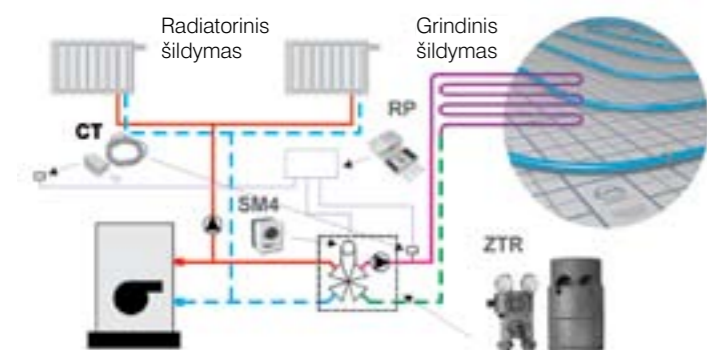 Radiatorinis
šildymas
Grindinis
šildymas
RP
CT
SM4
ZTR